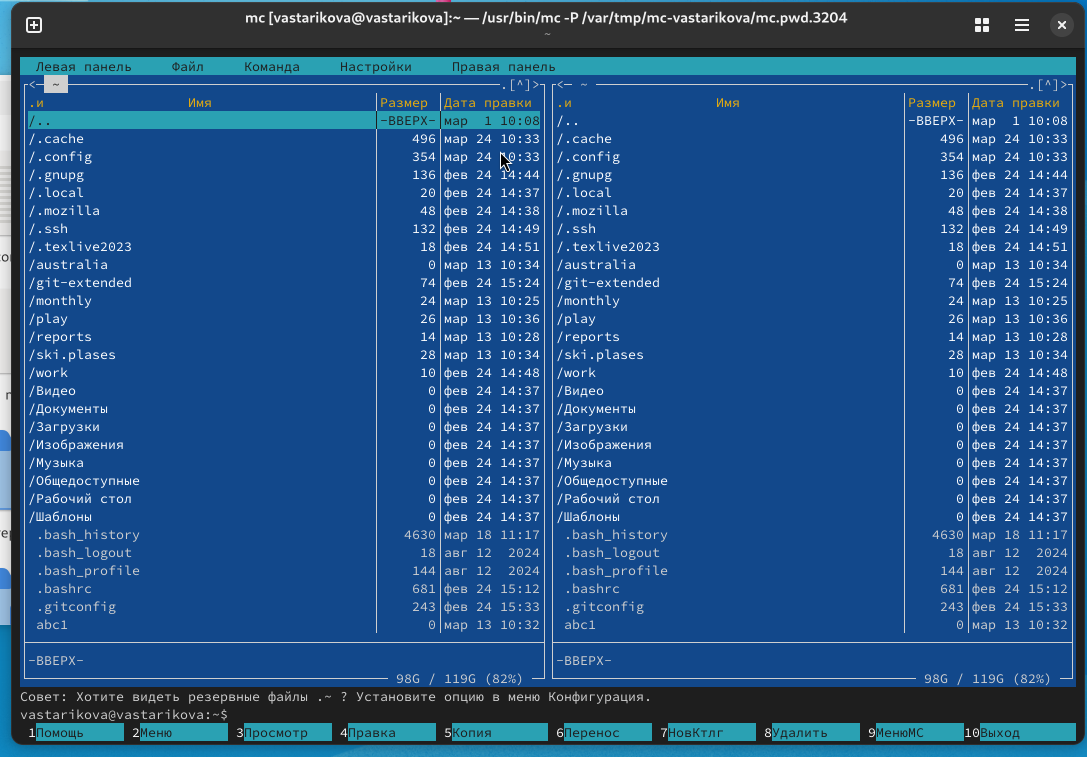 mc [vastarikova@vastarikova]:~ — /usr/bin/mc -P /var/tmp/mc-vastarikova/mc.pwd.3204
~
Левая панель Файл Команда Настройки Правая панель
<─ ~ .[^]> <─ ~ .[^]>
.и Имя Размер Дата правки .и Имя Размер Дата правки
/.. -ВВЕРХ- мар 1 10:08 /.. -ВВЕРХ- мар 1 10:08
/.cache 496 мар 24 10:33 /.cache 496 мар 24 10:33
/.config 354 мар 24 10:33 /.config 354 мар 24 10:33
/.gnupg 136 фев 24 14:44 /.gnupg 136 фев 24 14:44
/.local 20 фев 24 14:37 /.local 20 фев 24 14:37
/.mozilla 48 фев 24 14:38 /.mozilla 48 фев 24 14:38
/.ssh 132 фев 24 14:49 /.ssh 132 фев 24 14:49
/.texlive2023 18 фев 24 14:51 /.texlive2023 18 фев 24 14:51
/australia 0 мар 13 10:34 /australia 0 мар 13 10:34
/git-extended 74 фев 24 15:24 /git-extended 74 фев 24 15:24
/monthly 24 мар 13 10:25 /monthly 24 мар 13 10:25
/play 26 мар 13 10:36 /play 26 мар 13 10:36
/reports 14 мар 13 10:28 /reports 14 мар 13 10:28
/ski.plases 28 мар 13 10:34 /ski.plases 28 мар 13 10:34
/work 10 фев 24 14:48 /work 10 фев 24 14:48
/Видео 0 фев 24 14:37 /Видео 0 фев 24 14:37
/Документы 0 фев 24 14:37 /Документы 0 фев 24 14:37
/Загрузки 0 фев 24 14:37 /Загрузки 0 фев 24 14:37
/Изображения 0 фев 24 14:37 /Изображения 0 фев 24 14:37
/Музыка 0 фев 24 14:37 /Музыка 0 фев 24 14:37
/Общедоступные 0 фев 24 14:37 /Общедоступные 0 фев 24 14:37
/Рабочий стол 0 фев 24 14:37 /Рабочий стол 0 фев 24 14:37
/Шаблоны 0 фев 24 14:37 /Шаблоны 0 фев 24 14:37
.bash_history 4630 мар 18 11:17 .bash_history 4630 мар 18 11:17
.bash_logout 18 авг 12 2024 .bash_logout 18 авг 12 2024
.bash_profile 144 авг 12 2024 .bash_profile 144 авг 12 2024
.bashrc 681 фев 24 15:12 .bashrc 681 фев 24 15:12
.gitconfig 243 фев 24 15:33 .gitconfig 243 фев 24 15:33
abc1 0 мар 13 10:32 abc1 0 мар 13 10:32
-ВВЕРХ- -ВВЕРХ-
98G / 119G (82%) 98G / 119G (82%)
Совет: Хотите видеть резервные файлы .~ ? Установите опцию в меню Конфигурация.
vastarikova@vastarikova:~$
1Помощь 2Меню 3Просмотр 4Правка 5Копия 6Перенос 7НовКтлг 8Удалить 9МенюМС 10Выход